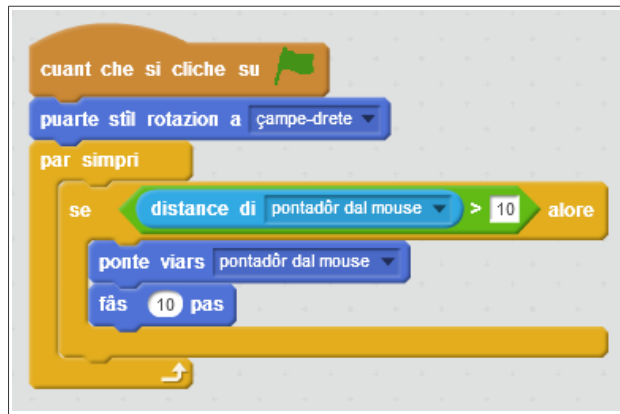 cuant che si cliche su
puarte stîl rotazion a çampe-drete
par simpri
se distance di pontadôr dal mouse > 10 alore
ponte viars pontadôr dal mouse
fâs 10 pas